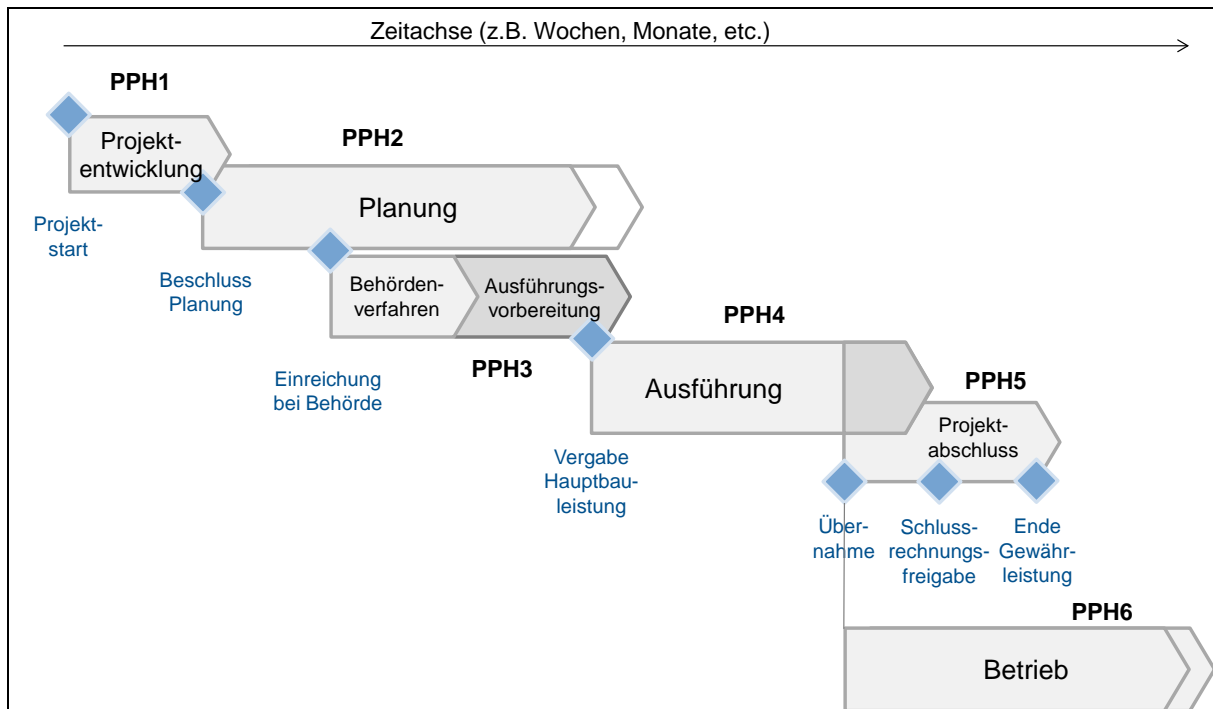 Zeitachse (z.B. Wochen, Monate, etc.)
PPH1
Projekt-
entwicklung
Projekt-
start
PPH2
Planung
Beschluss
Planung
Behörden-
verfahren
Ausführungs-
vorbereitung
PPH3
Einreichung
bei Behörde
PPH4
Ausführung
Vergabe
Hauptbau-
leistung
PPH5
Projekt-
abschluss
Über-
nahme
Schluss-
rechnungs-
freigabe
Ende
Gewähr-
leistung
PPH6
Betrieb